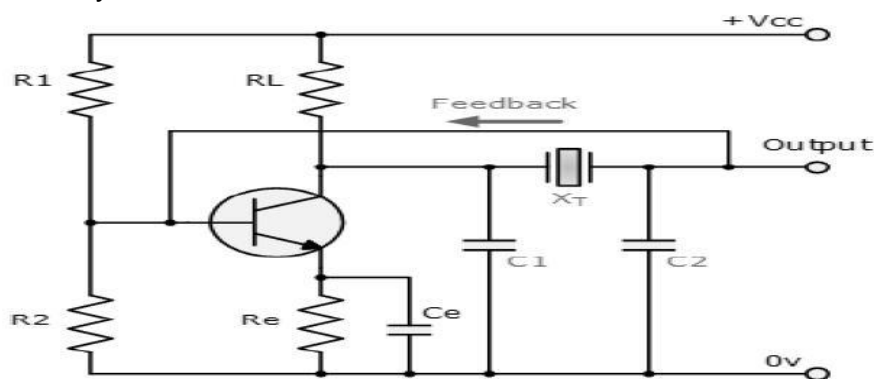 +Vcc
R1
RL
Feedback
Output
XT
C1
C2
R2
Re
Ce
0v